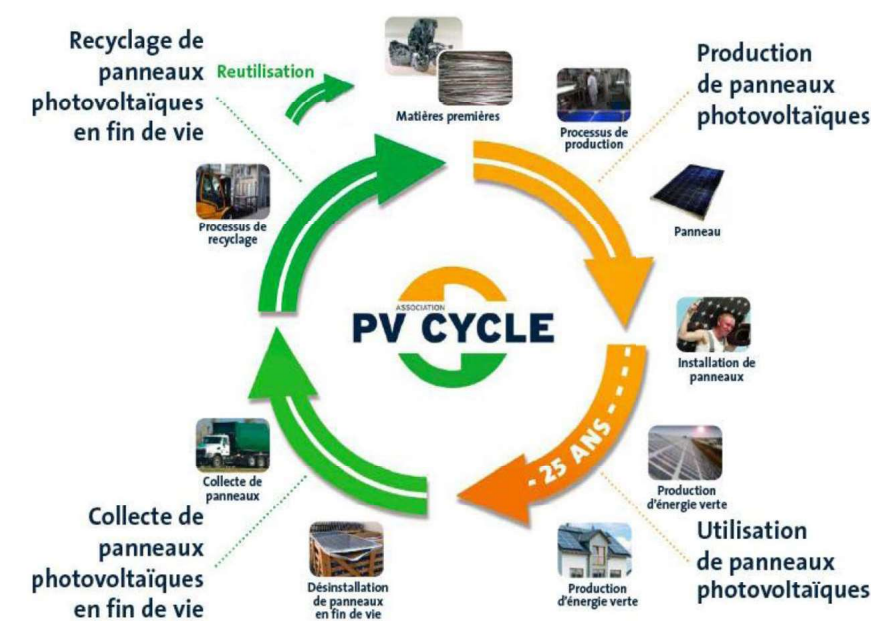 Recyclage de
panneaux
photovoltaïques
en fin de vie
Reutilisation
Matières premières
Processus de
production
Production
de panneaux
photovoltaïques
Panneau
Processus de
recyclage
ASSOCIATION
PV CYCLE
Installation de
panneaux
- 25 ANS -
Collecte de
panneaux
Production
d'énergie verte
Collecte de
panneaux
photovoltaïques
en fin de vie
Désinstallation
de panneaux
en fin de vie
Production
d'énergie verte
Utilisation
de panneaux
photovoltaïques